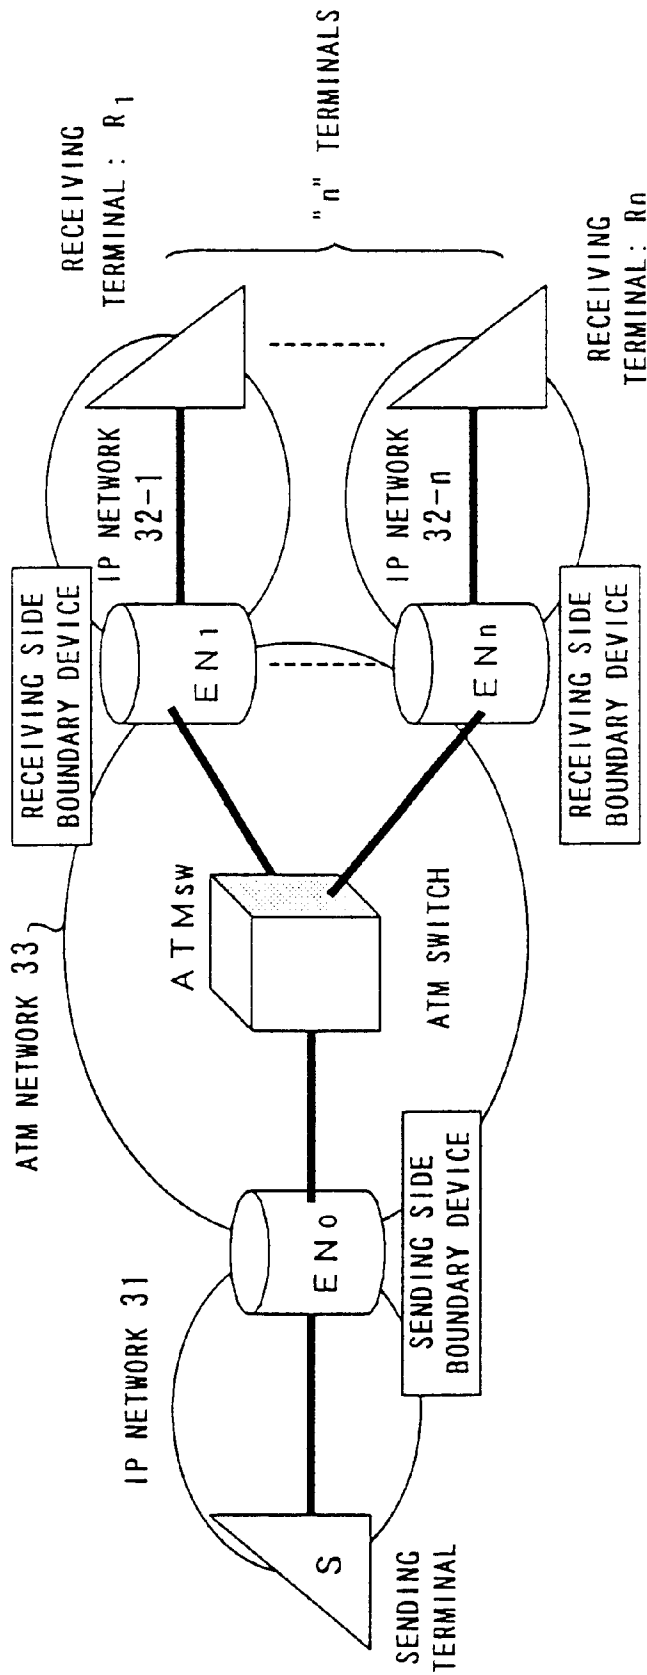 SENDING
TERMINAL
S
IP NETWORK 31
EN0
SENDING SIDE
BOUNDARY DEVICE
ATM NETWORK 33
ATMSW
ATM SWITCH
RECEIVING SIDE
BOUNDARY DEVICE
EN1
IP NETWORK
32-1
RECEIVING
TERMINAL: R1
"n" TERMINALS
ENn
IP NETWORK
32-n
RECEIVING SIDE
BOUNDARY DEVICE
RECEIVING
TERMINAL: Rn